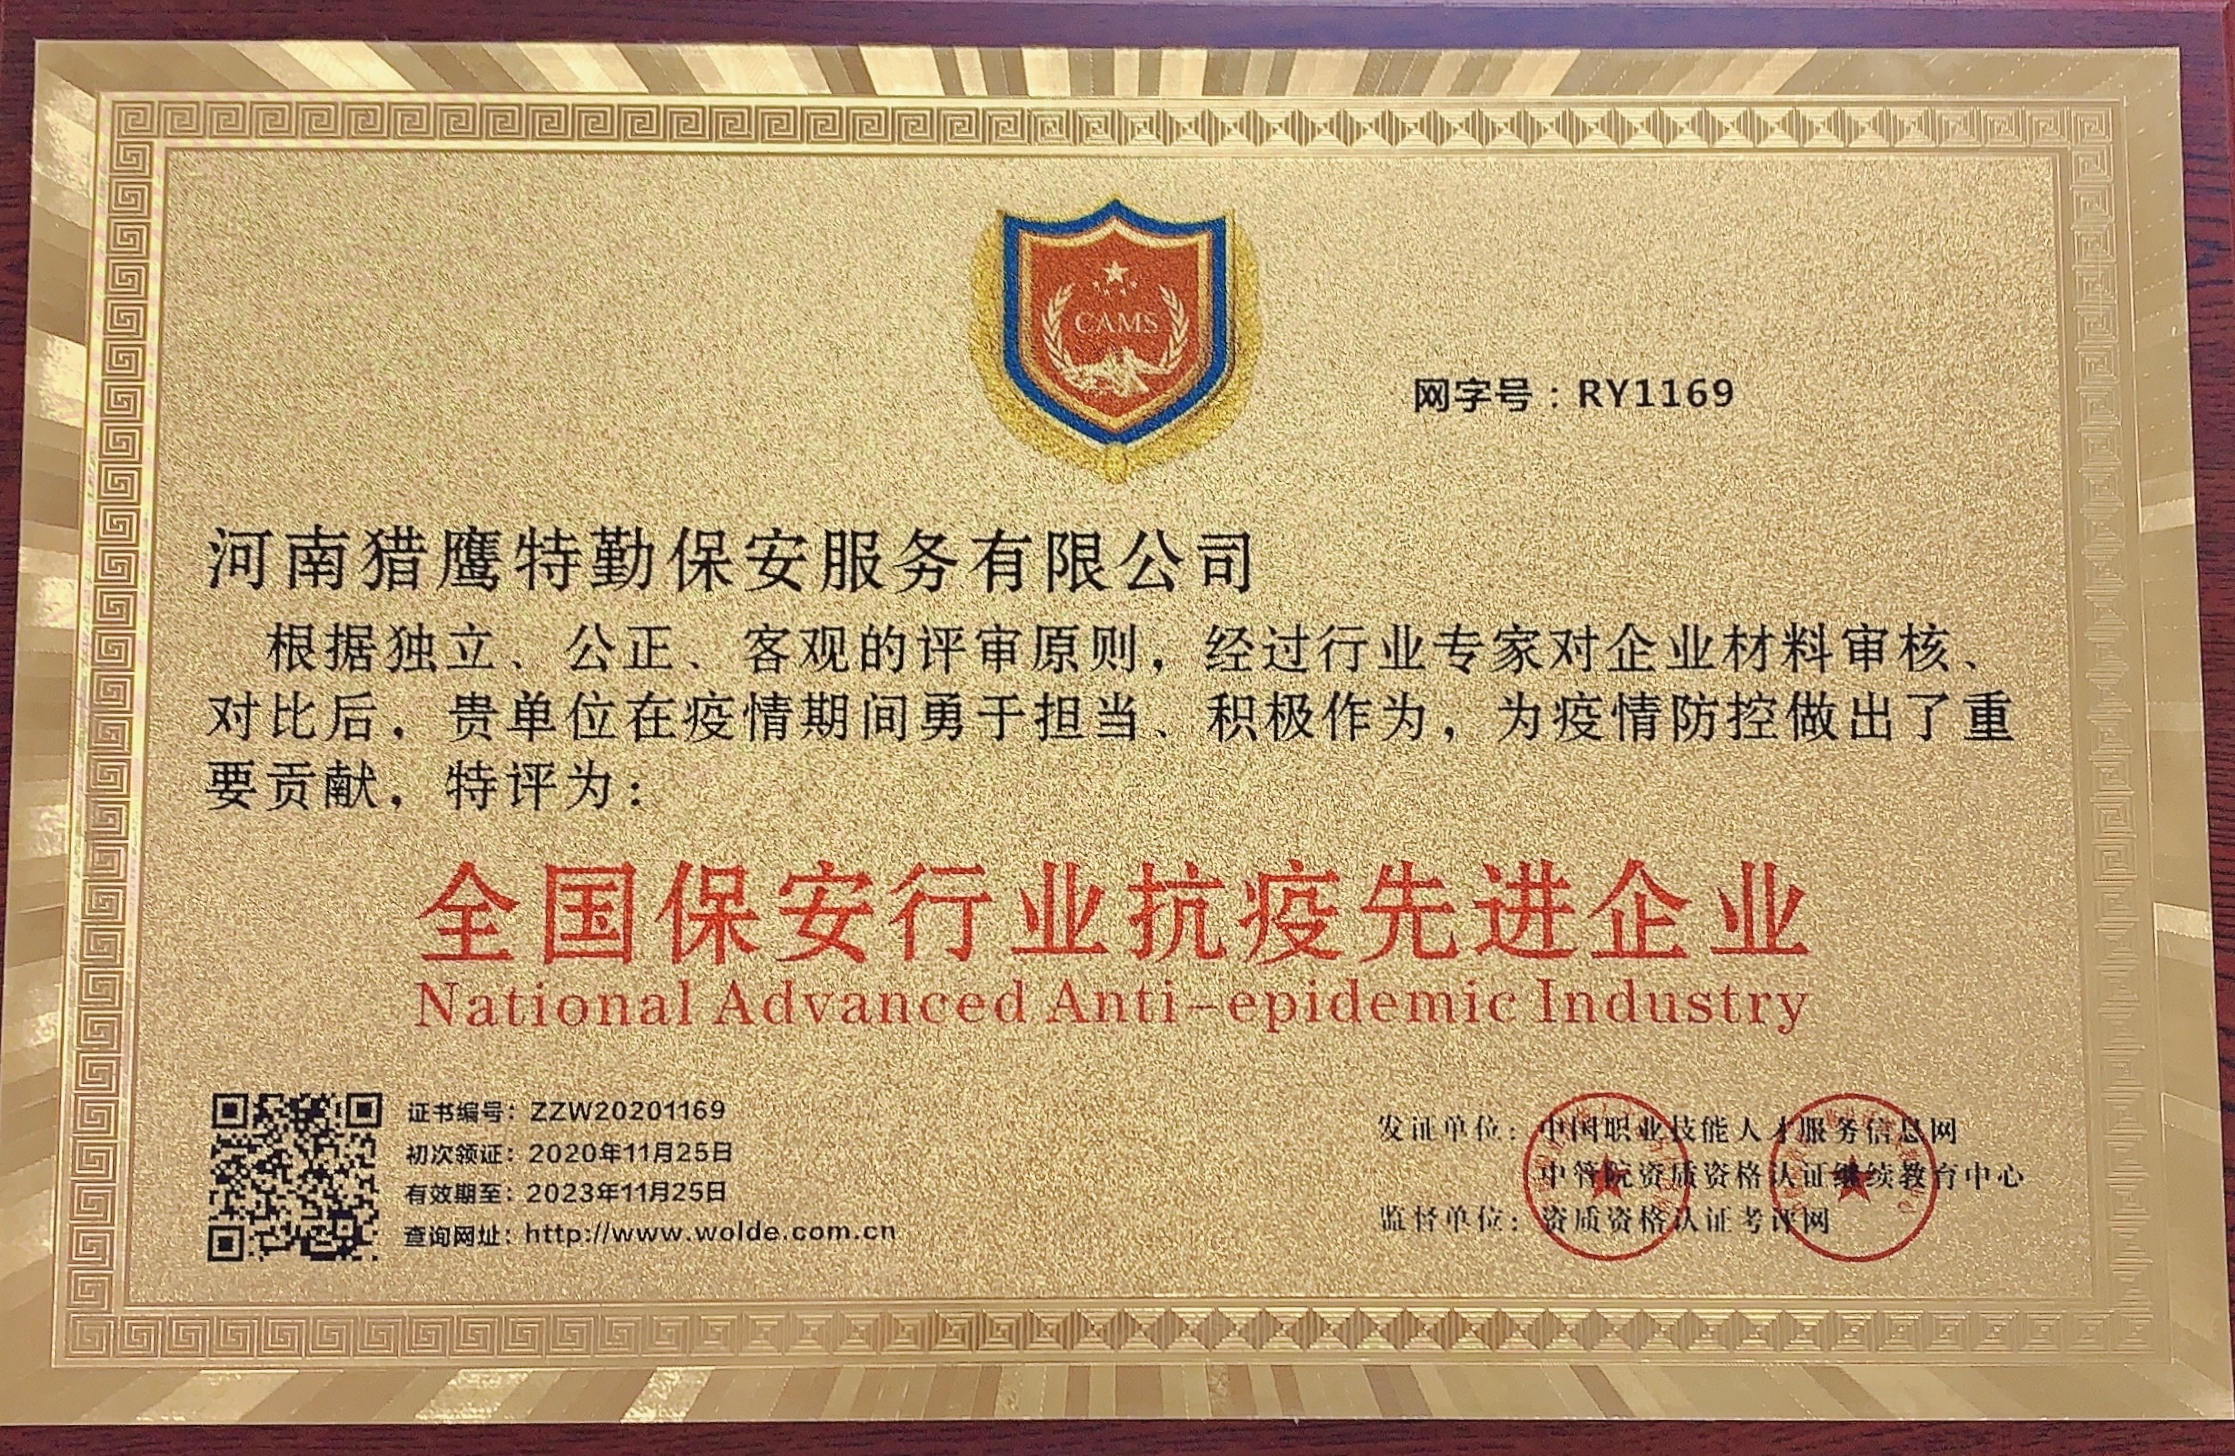 CAMS
网字号：RY1169
河南猎鹰特勤保安服务有限公司
根据独立、公正、客观的评审原则，经过行业专家对企业材料审核、
对比后，贵单位在疫情期间勇于担当、积极作为，为疫情防控做出了重
要贡献，特评为：
全国保安行业抗疫先进企业
National Advanced Anti-epidemic Industry
证书编号：ZZW20201169
初次领证：2020年11月25日
有效期至：2023年11月25日
查询网址：http://www.wolde.com.cn
发证单位：中国职业技能人才服务信息网
中管院资质资格认证继续教育中心
监督单位：资质资格认证考评网